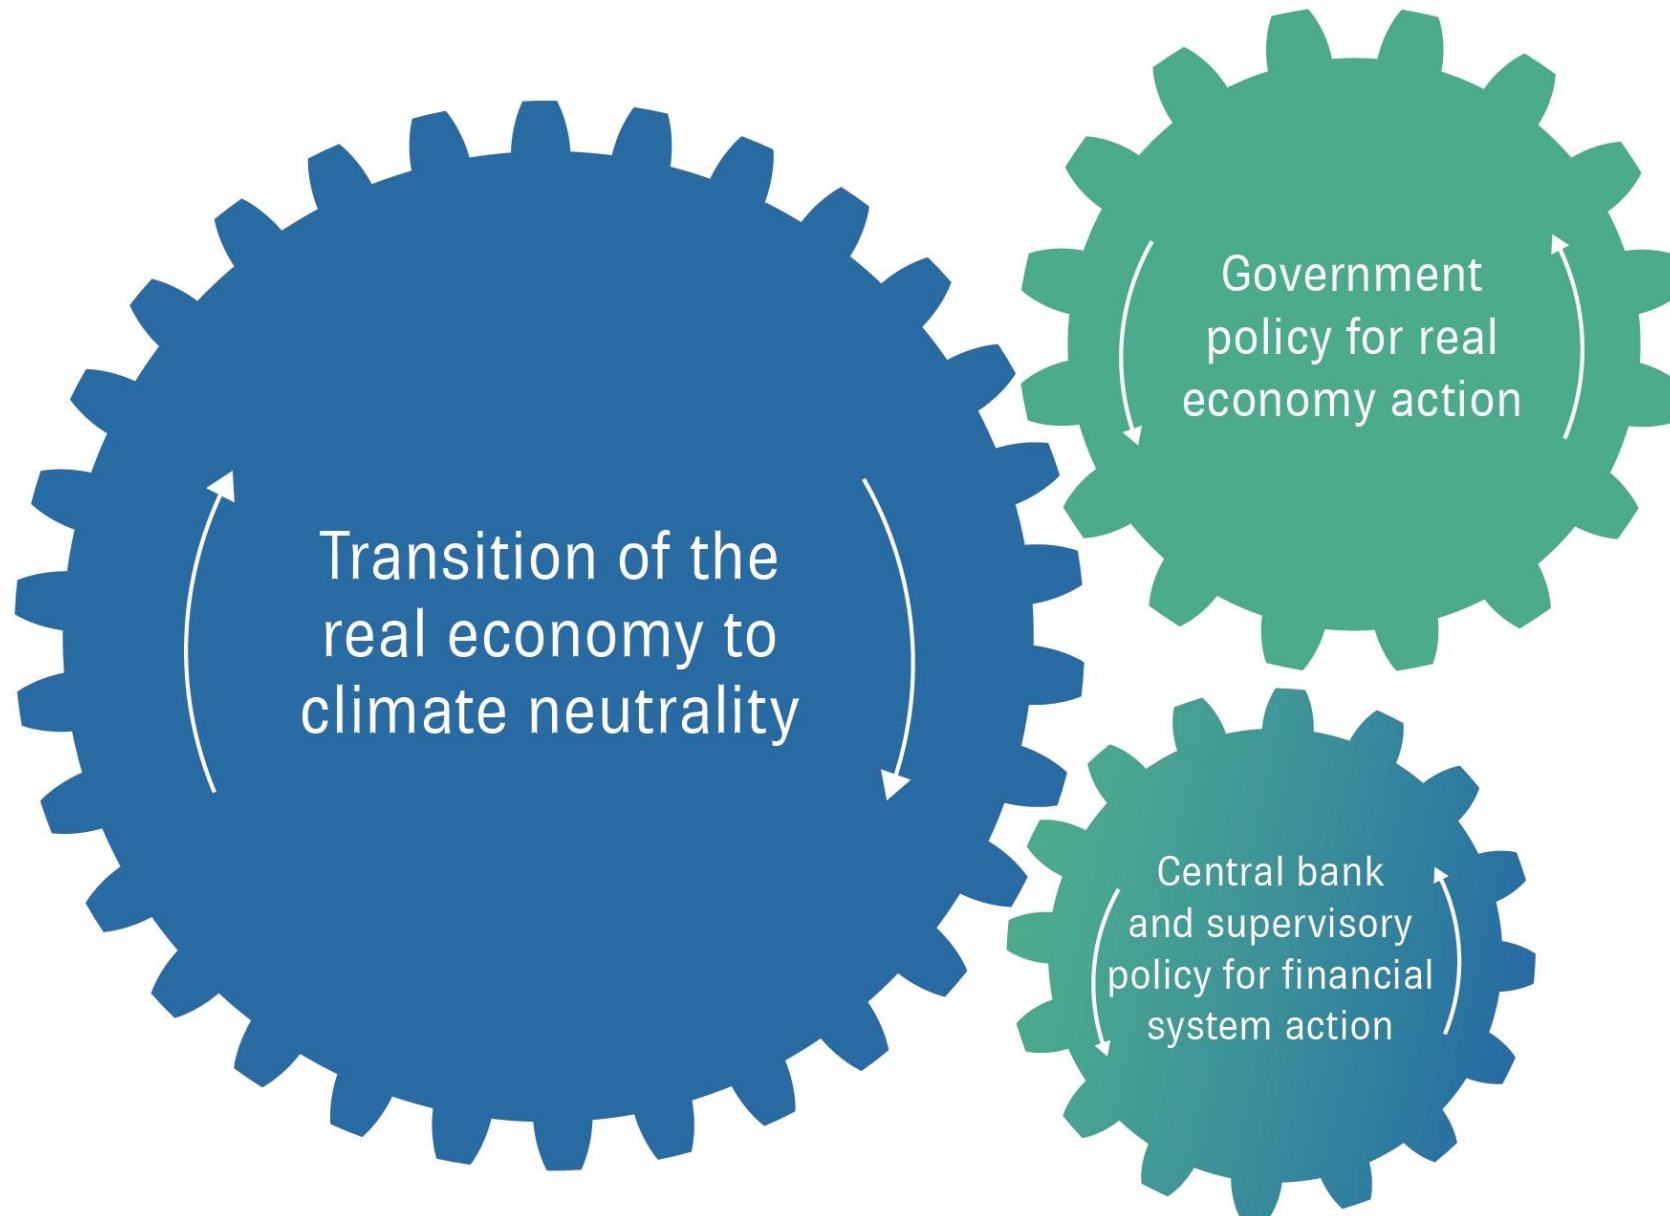 Transition of the
real economy to
climate neutrality
Government
policy for real
economy action
Central bank
and supervisory
policy for financial
system action